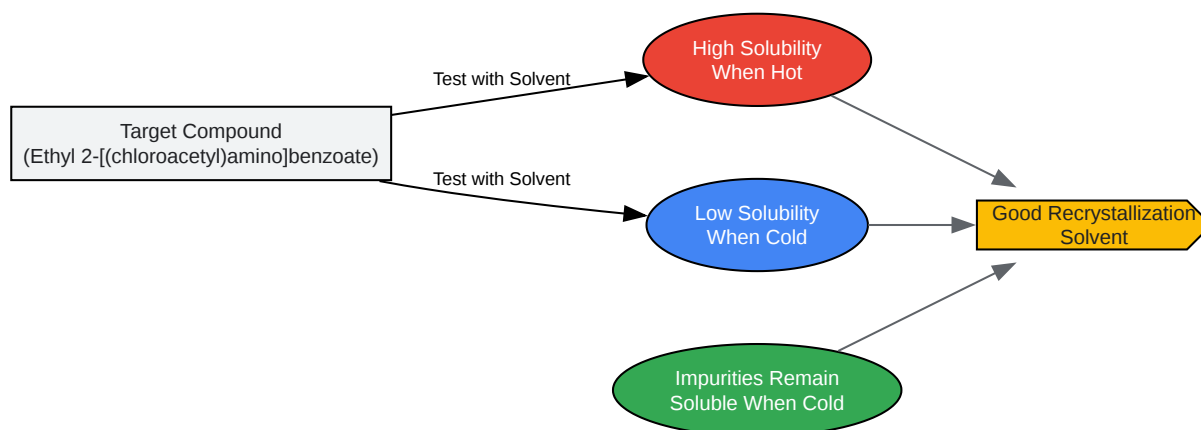 High Solubility
When Hot
Test with Solvent
Target Compound
(Ethyl 2-[(chloroacetyl)amino]benzoate)
Test with Solvent
Low Solubility
When Cold
Good Recrystallization
Solvent
Impurities Remain
Soluble When Cold